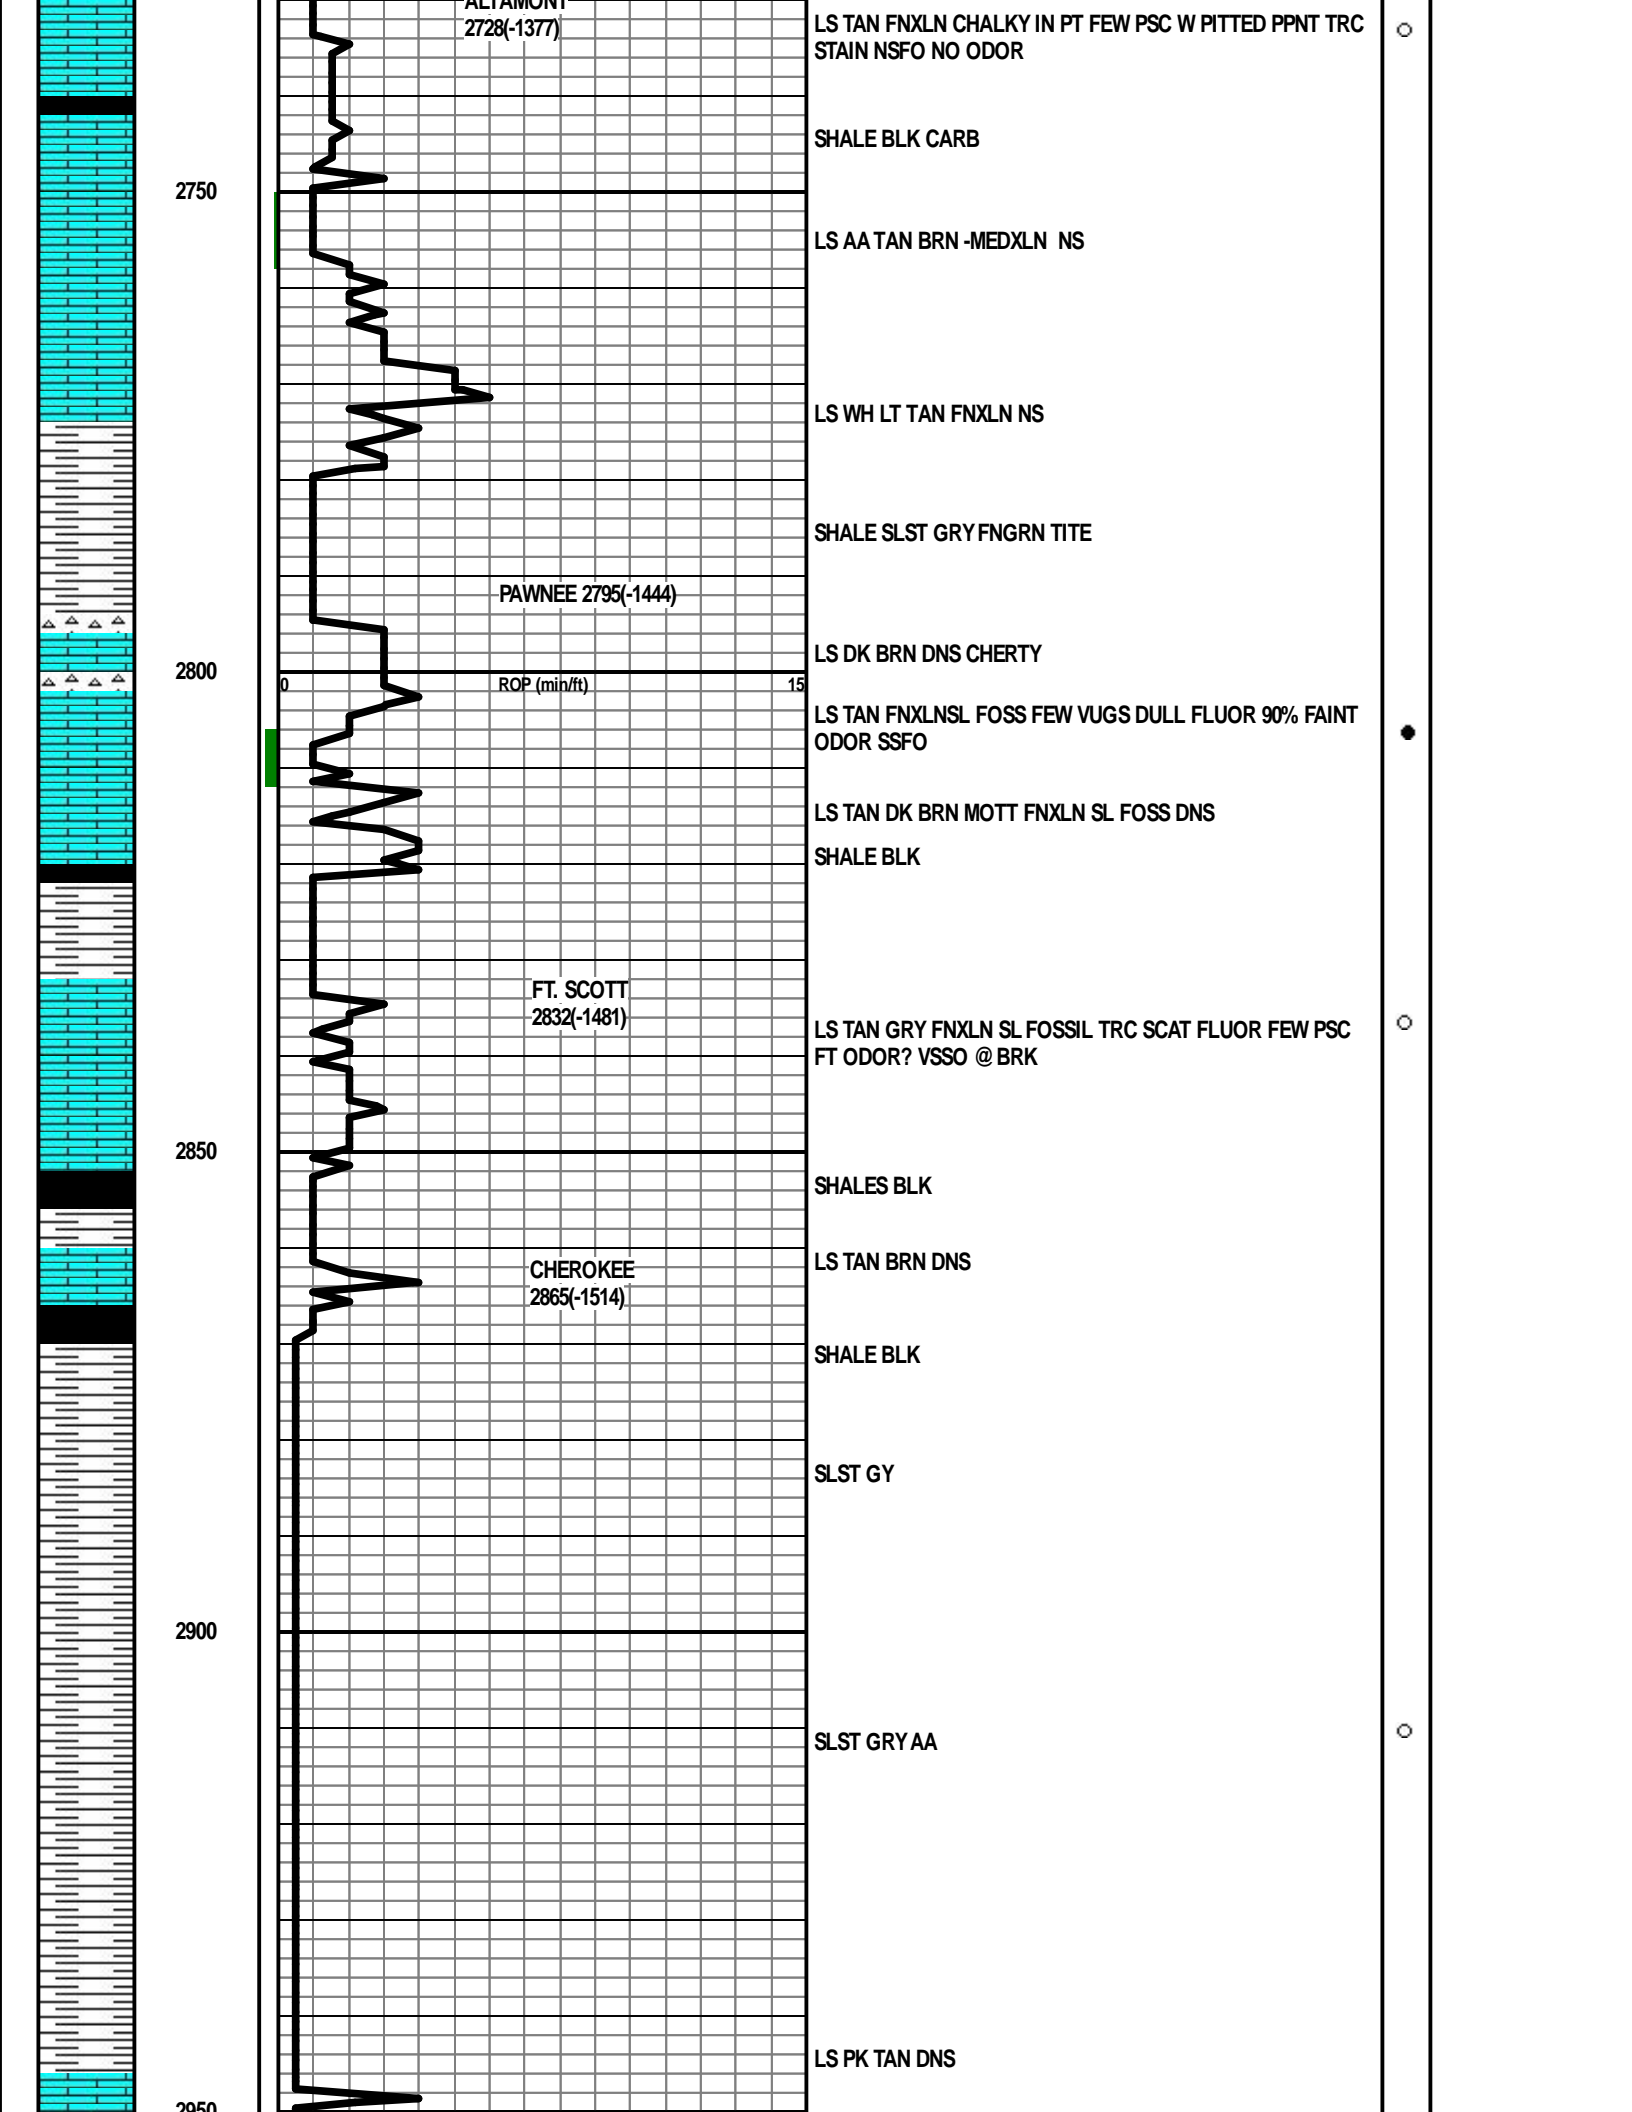 ALTAMONT
2728(-1377)
LS TAN FNXLN CHALKY IN PT FEW PSC W PITTED PPNT TRC
STAIN NSFO NO ODOR
SHALE BLK CARB
2750
LS AA TAN BRN -MEDXLN NS
LS WH LT TAN FNXLN NS
SHALE SLST GRY FNGRN TITE
PAWNEE 2795(-1444)
LS DK BRN DNS CHERTY
2800
0 ROP (min/ft) 15
LS TAN FNXLNSL FOSS FEW VUGS DULL FLUOR 90% FAINT
ODOR SSFO
LS TAN DK BRN MOTT FNXLN SL FOSS DNS
SHALE BLK
FT. SCOTT
2832(-1481)
LS TAN GRY FNXLN SL FOSSIL TRC SCAT FLUOR FEW PSC
FT ODOR? VSSO @ BRK
2850
SHALES BLK
LS TAN BRN DNS
CHEROKEE
2865(-1514)
SHALE BLK
SLST GY
2900
SLST GRY AA
LS PK TAN DNS
2950